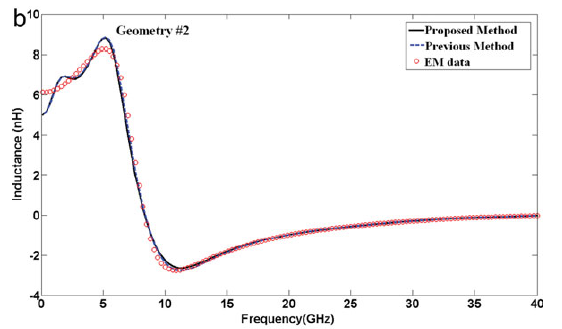 b
Geometry #2
Proposed Method
Previous Method
EM data
10
8
6
4
2
0
-2
-4
Inductance (nH)
0 5 10 15 20 25 30 35 40
Frequency(GHz)